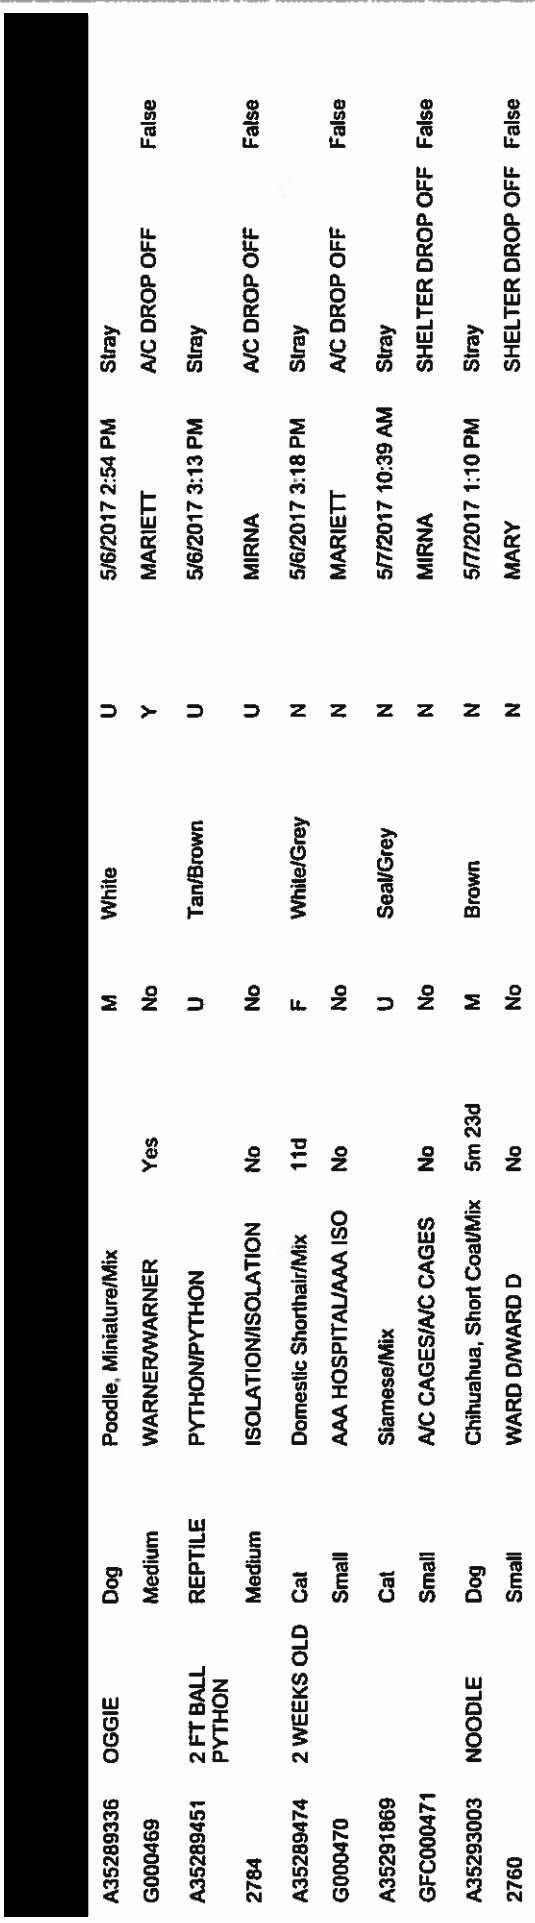 A35289336 OGGIE Dog Poodle, Miniature/Mix M White U 5/6/2017 2:54 PM Stray
G000469 Medium WARNER/WARNER Yes No Y MARIETT A/C DROP OFF False
A35289451 2 FT BALL REPTILE PYTHON/PYTHON U Tan/Brown U 5/6/2017 3:13 PM Stray
PYTHON
2784 Medium ISOLATION/ISOLATION No No U MIRNA A/C DROP OFF False
A35289474 2 WEEKS OLD Cat Domestic Shorthair/Mix 11d F White/Grey N 5/6/2017 3:18 PM Stray
G000470 Small AAA HOSPITAL/AAA ISO No No N MARIETT A/C DROP OFF False
A35291869 Cat Siamese/Mix U Seal/Grey N 5/7/2017 10:39 AM Stray
GFC000471 Small A/C CAGES/A/C CAGES No No N MIRNA SHELTER DROP OFF False
A35293003 NOODLE Dog Chihuahua, Short Coat/Mix 5m 23d M Brown N 5/7/2017 1:10 PM Stray
2760 Small WARD D/WARD D No No N MARY SHELTER DROP OFF False